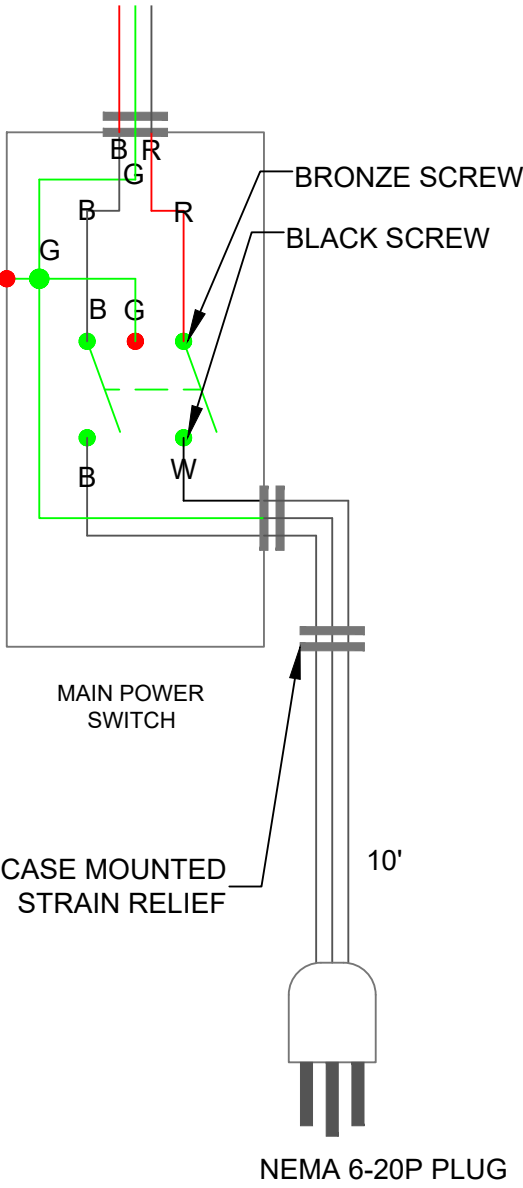 B R
G
BRONZE SCREW
B R
BLACK SCREW
G
B G
B W
MAIN POWER
SWITCH
CASE MOUNTED
STRAIN RELIEF
10'
NEMA 6-20P PLUG